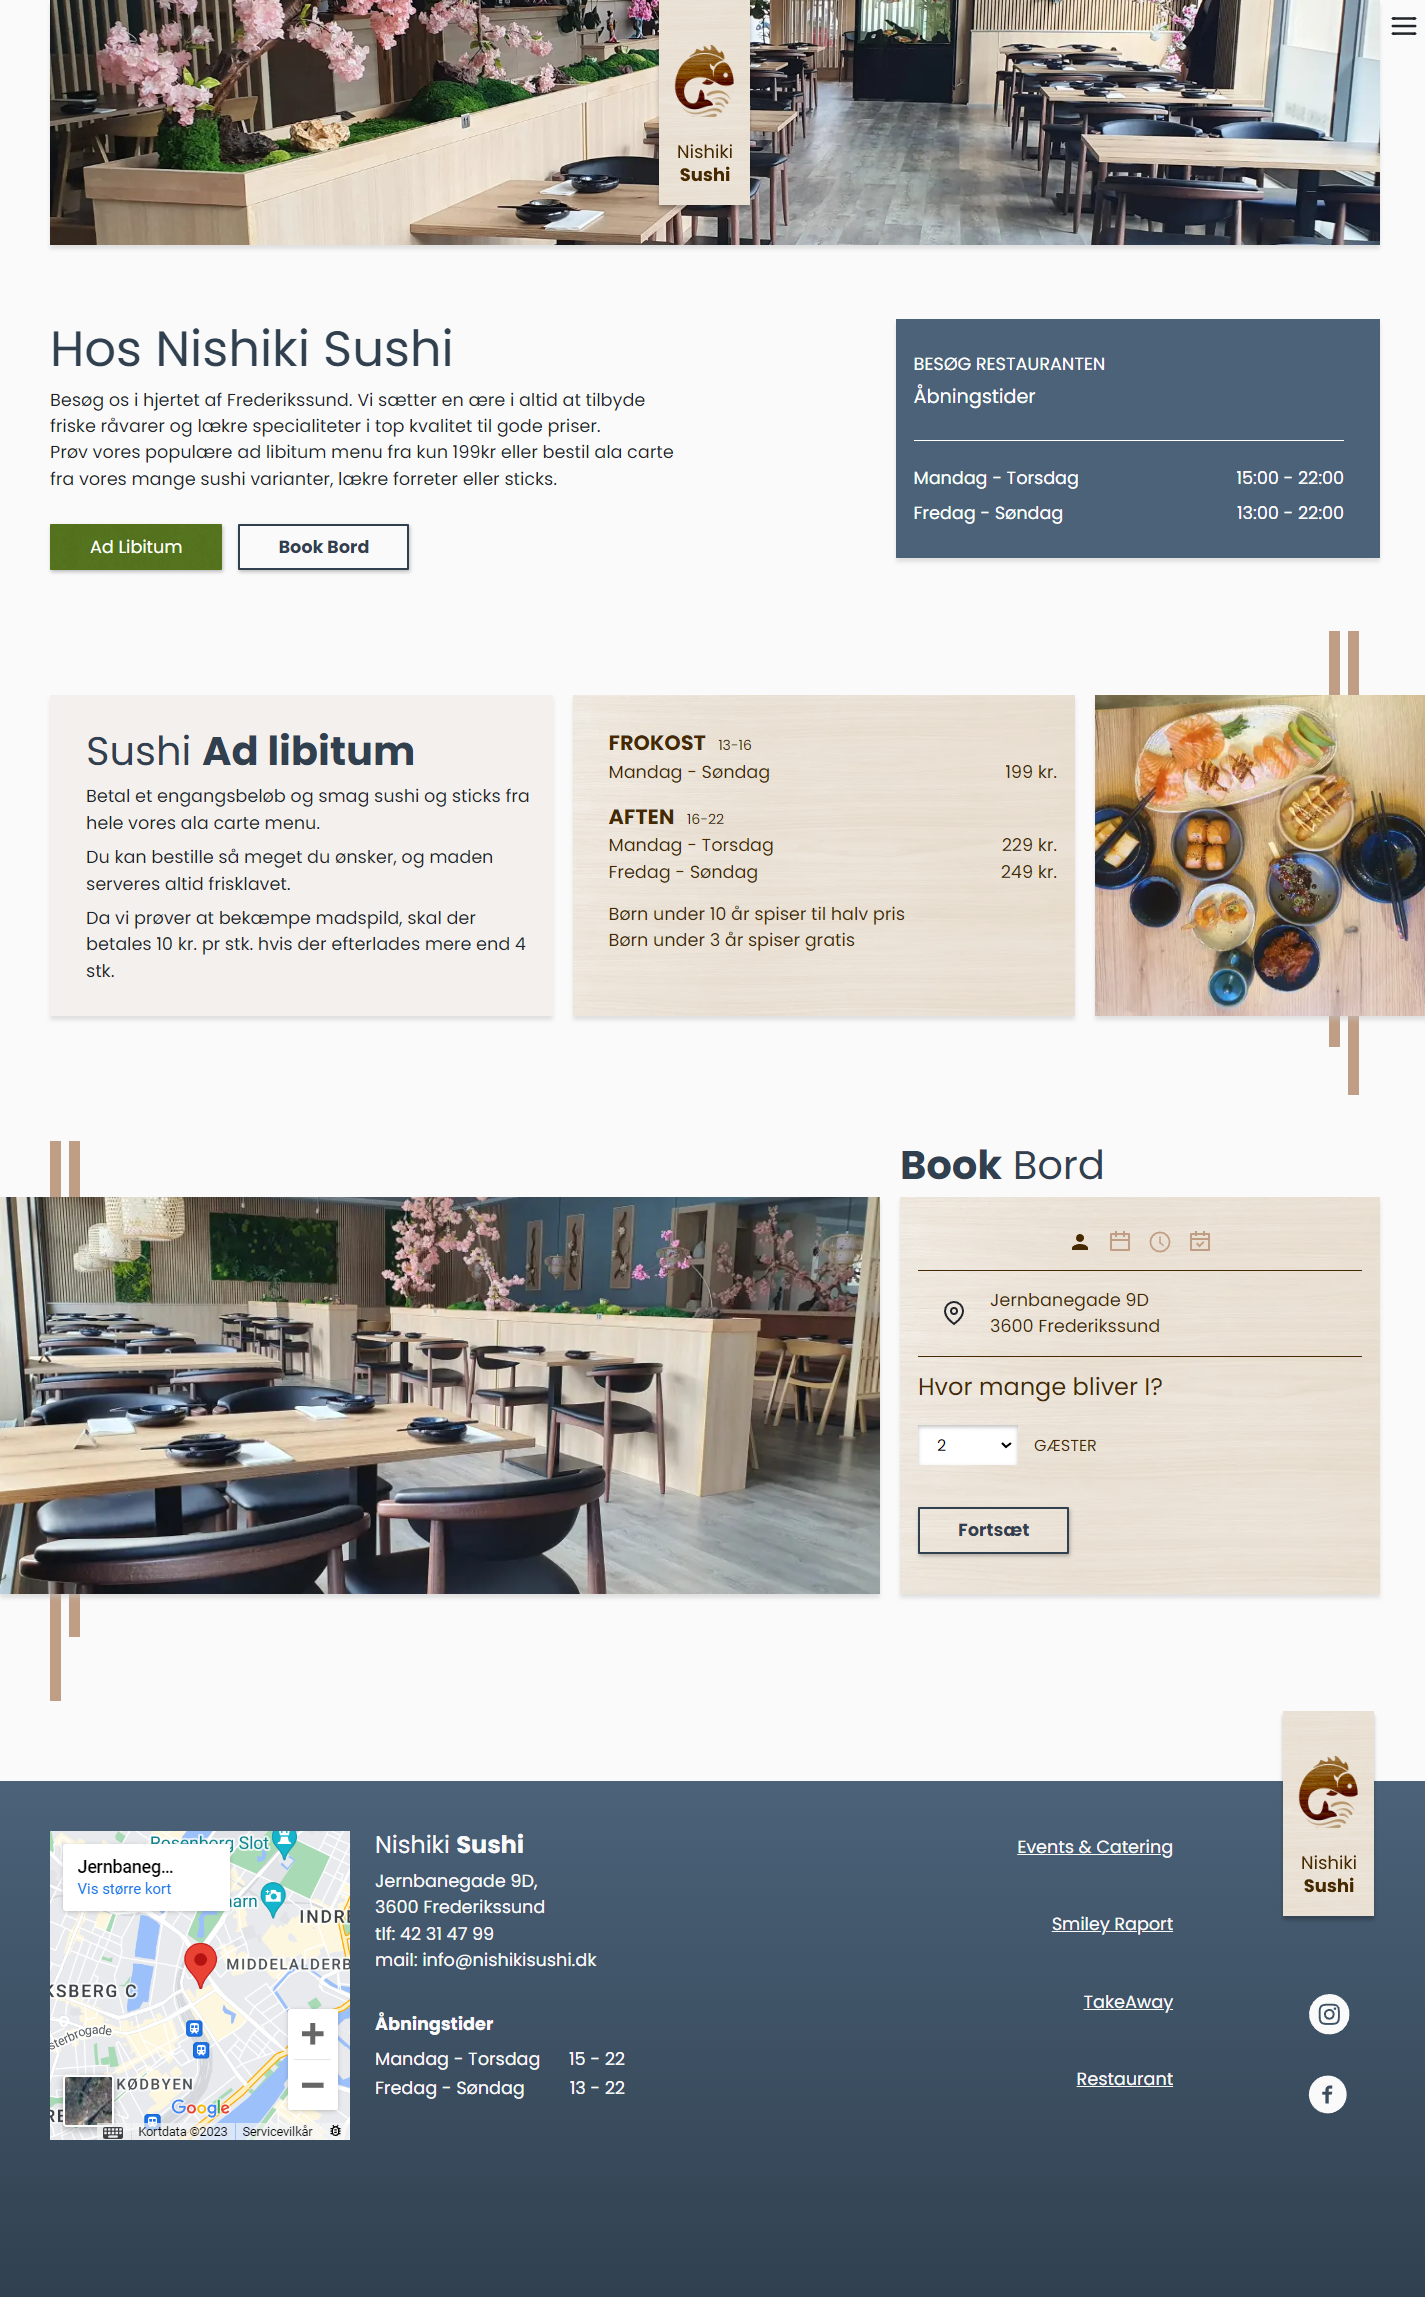 Nishiki
Sushi
Hos Nishiki Sushi
Besøg os i hjertet af Frederikssund. Vi sætter en ære i altid at tilbyde
friske råvarer og lækre specialiteter i top kvalitet til gode priser.
Prøv vores populære ad libitum menu fra kun 199kr eller bestil ala carte
fra vores mange sushi varianter, lækre forreter eller sticks.
Ad Libitum
Book Bord
BESØG RESTAURANTEN
Åbningstider
Mandag - Torsdag 15:00 - 22:00
Fredag - Søndag 13:00 - 22:00
Sushi Ad libitum
Betal et engangsbeløb og smag sushi og sticks fra
hele vores ala carte menu.
Du kan bestille så meget du ønsker, og maden
serveres altid frisklavet.
Da vi prøver at bekæmpe madspild, skal der
betales 10 kr. pr stk. hvis der efterlades mere end 4
stk.
FROKOST 13-16
Mandag - Søndag 199 kr.
AFTEN 16-22
Mandag - Torsdag 229 kr.
Fredag - Søndag 249 kr.
Børn under 10 år spiser til halv pris
Børn under 3 år spiser gratis
Book Bord
Jernbanegade 9D
3600 Frederikssund
Hvor mange bliver I?
2 GÆSTER
Fortsæt
Nishiki
Sushi
Rosenborg Slot
Jernbaneg...
Vis større kort
INDR
MIDDELALDERB
KSBERG C
sterbrogade
KØDBYEN
Google
Kortdata ©2023 Servicevilkår
Nishiki Sushi
Jernbanegade 9D,
3600 Frederikssund
tlf: 42 31 47 99
mail: info@nishikisushi.dk
Åbningstider
Mandag - Torsdag 15 - 22
Fredag - Søndag 13 - 22
Events & Catering
Smiley Raport
TakeAway
Restaurant